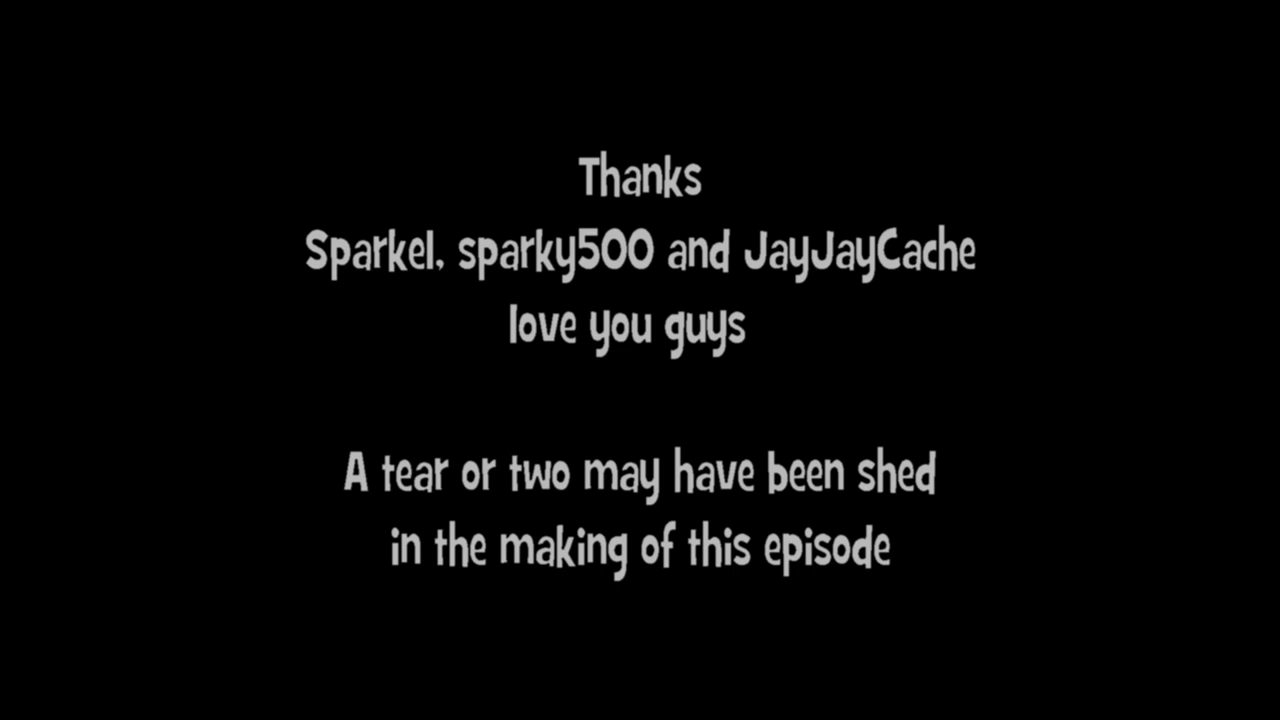 Thanks
Sparkel, sparky500 and JayJayCache
love you guys
A tear or two may have been shed
in the making of this episode